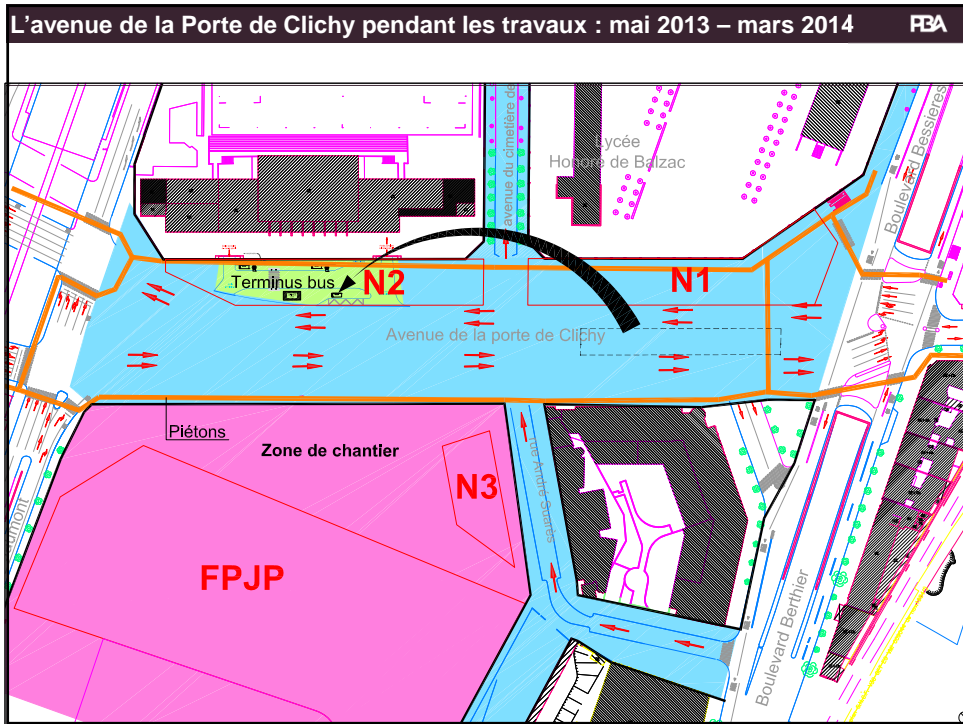 L'avenue de la Porte de Clichy pendant les travaux : mai 2013 – mars 2014
Lycée
Honoré de Balzac
avenue du cimetière de
Boulevard Bessières
Terminus bus
N2
N1
Avenue de la porte de Clichy
Piétons
Zone de chantier
N3
rue André Suarès
FPJP
Boulevard Berthier
aumont